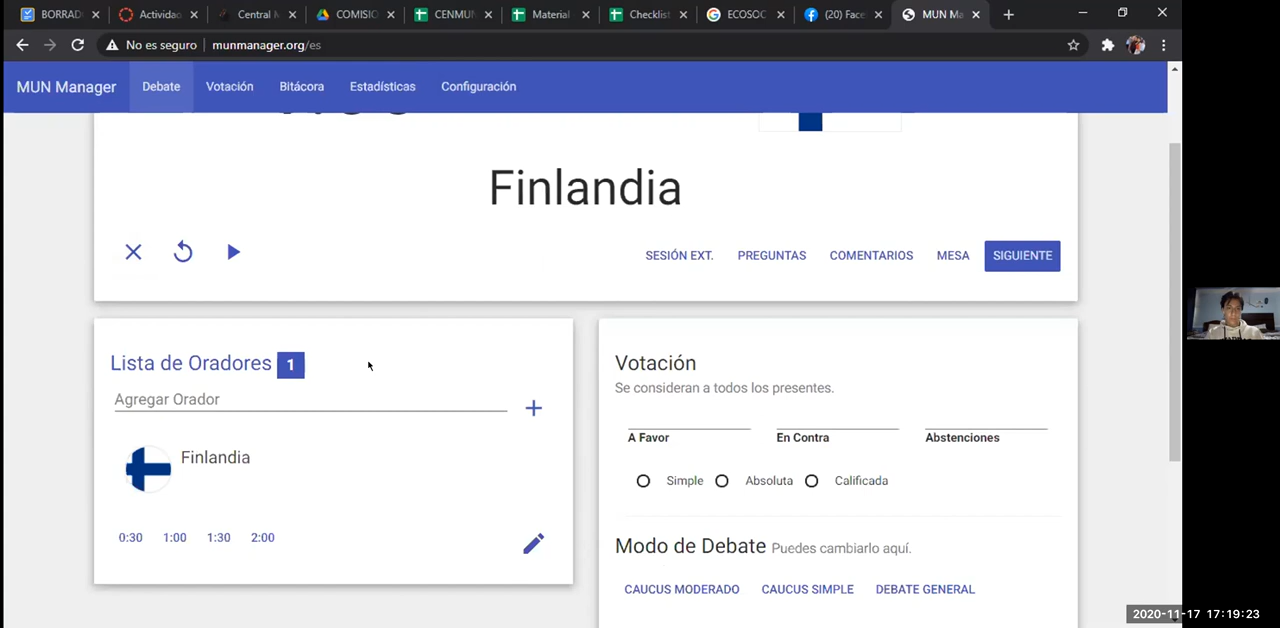 BORRAD
Actividad
Central M
COMISIO
CENMUN
Material
Checklist
ECOSOC
(20) Face
MUN Ma
No es seguro
munmanager.org/es
MUN Manager
Debate
Votación
Bitácora
Estadísticas
Configuración
Finlandia
SESIÓN EXT.
PREGUNTAS
COMENTARIOS
MESA
SIGUIENTE
Lista de Oradores 1
Agregar Orador
Finlandia
0:30 1:00 1:30 2:00
Votación
Se consideran a todos los presentes.
A Favor
En Contra
Abstenciones
Simple
Absoluta
Calificada
Modo de Debate Puedes cambiarlo aquí.
CAUCUS MODERADO
CAUCUS SIMPLE
DEBATE GENERAL
2020-11-17 17:19:23